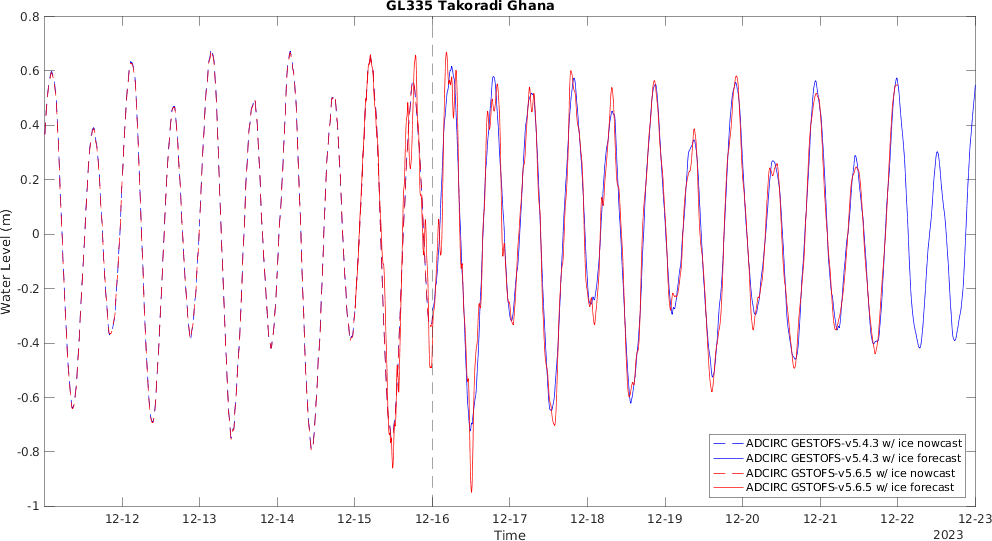 GL335 Takoradi Ghana
Water Level (m)
0.8
0.6
0.4
0.2
0
-0.2
-0.4
-0.6
-0.8
-1
ADCIRC GESTOFS-v5.4.3 w/ ice nowcast
ADCIRC GESTOFS-v5.4.3 w/ ice forecast
ADCIRC GSTOFS-v5.6.5 w/ ice nowcast
ADCIRC GSTOFS-v5.6.5 w/ ice forecast
12-12 12-13 12-14 12-15 12-16 12-17 12-18 12-19 12-20 12-21 12-22 12-23
Time
2023